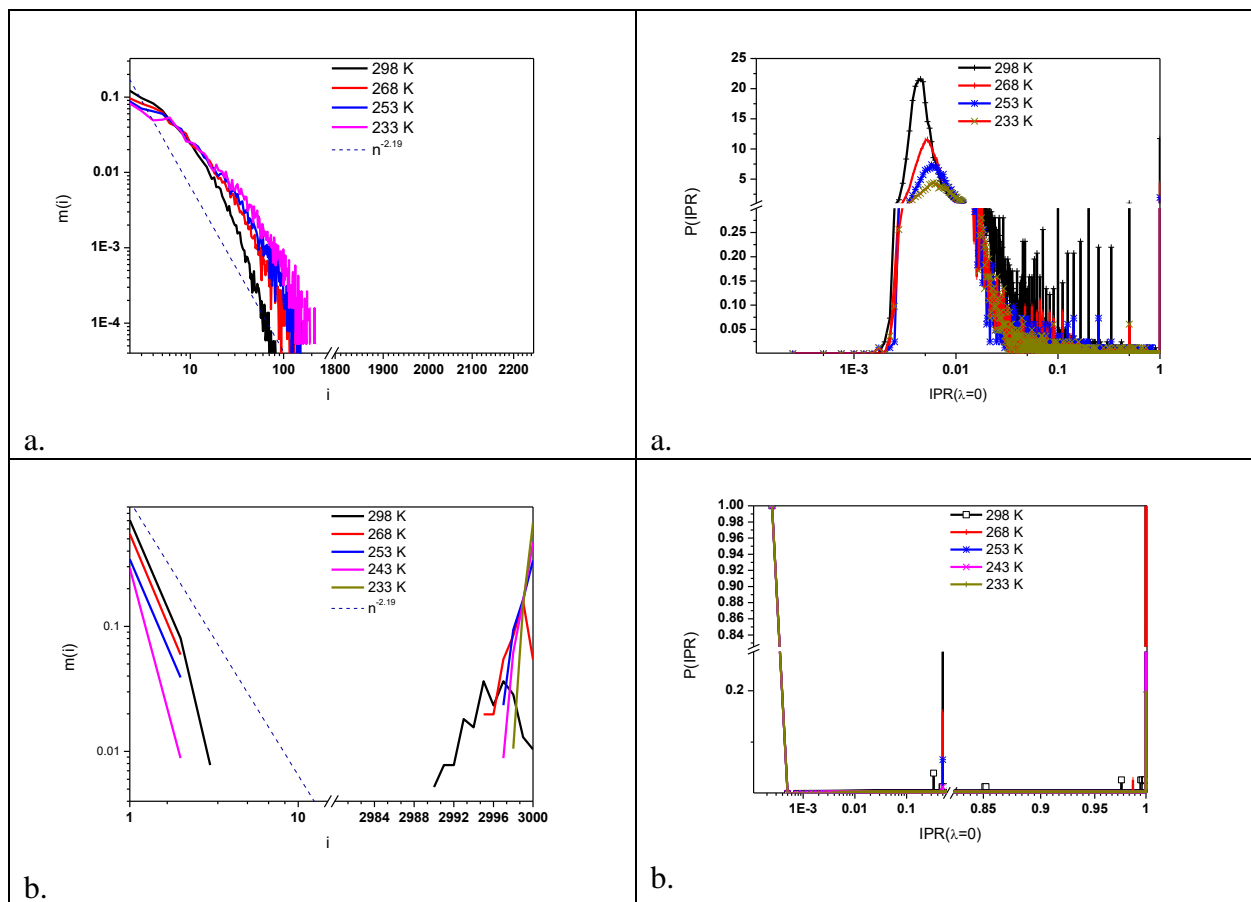 298 K
268 K
253 K
233 K
n^-2.19
m(i)
0.1
0.01
1E-3
1E-4
10 100 1800 1900 2000 2100 2200
i
a.
298 K
268 K
253 K
233 K
P(IPR)
25
20
15
10
5
0.25
0.20
0.15
0.10
0.05
1E-3 0.01 0.1 1
IPR(λ=0)
a.
298 K
268 K
253 K
243 K
233 K
n^-2.19
m(i)
0.1
0.01
1 10 2984 2988 2992 2996 3000
i
b.
298 K
268 K
253 K
243 K
233 K
P(IPR)
1.00
0.98
0.96
0.94
0.92
0.90
0.88
0.86
0.84
0.2
1E-3 0.01 0.1 0.85 0.9 0.95 1
IPR(λ=0)
b.